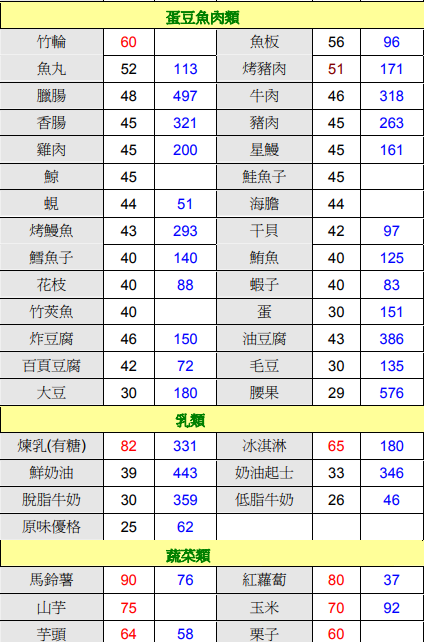 蛋豆魚肉類
竹輪 60 魚板 56 96
魚丸 52 113 烤豬肉 51 171
臘腸 48 497 牛肉 46 318
香腸 45 321 豬肉 45 263
雞肉 45 200 星鰻 45 161
鯨 45 鮭魚子 45
蜆 44 51 海膽 44
烤鰻魚 43 293 干貝 42 97
鱈魚子 40 140 鮪魚 40 125
花枝 40 88 蝦子 40 83
竹莢魚 40 蛋 30 151
炸豆腐 46 150 油豆腐 43 386
百頁豆腐 42 72 毛豆 30 135
大豆 30 180 腰果 29 576
乳類
煉乳(有糖) 82 331 冰淇淋 65 180
鮮奶油 39 443 奶油起士 33 346
脫脂牛奶 30 359 低脂牛奶 26 46
原味優格 25 62
蔬菜類
馬鈴薯 90 76 紅蘿蔔 80 37
山芋 75 玉米 70 92
芋頭 64 58 栗子 60